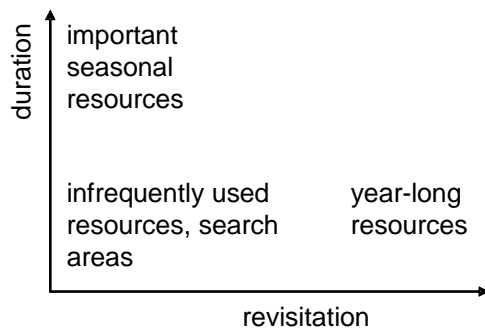 duration
important
seasonal
resources
infrequently used
resources, search
areas
year-long
resources
revisitation